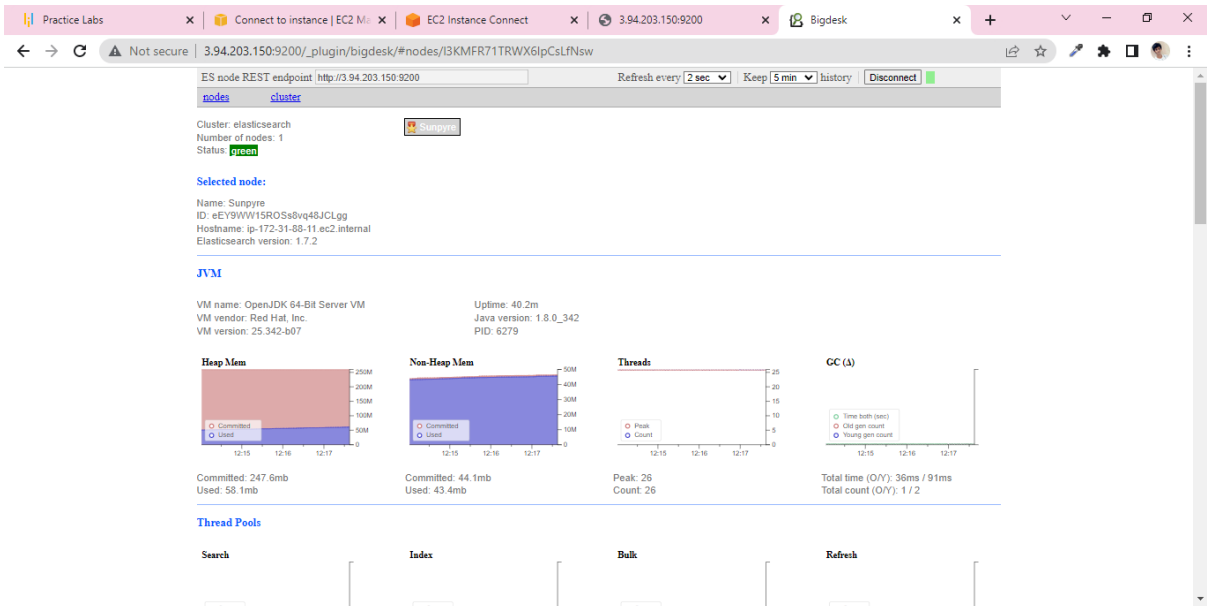 Practice Labs
Connect to instance | EC2 Ma
EC2 Instance Connect
3.94.203.150:9200
Bigdesk
Not secure
3.94.203.150:9200/_plugin/bigdesk/#nodes/I3KMFR71TRWX6IpCsLfNsw
ES node REST endpoint http://3.94.203.150:9200 Refresh every 2 sec Keep 5 min history Disconnect
nodes cluster
Cluster: elasticsearch
Number of nodes: 1
Status: green
Sunpyre
Selected node:
Name: Sunpyre
ID: eEY9WW15ROSs8vq48JCLgg
Hostname: ip-172-31-88-11.ec2.internal
Elasticsearch version: 1.7.2
JVM
VM name: OpenJDK 64-Bit Server VM
VM vendor: Red Hat, Inc.
VM version: 25.342-b07
Uptime: 40.2m
Java version: 1.8.0_342
PID: 6279
Heap Mem
250M
200M
150M
100M
50M
0
Committed
Used
12:15 12:16 12:17
Committed: 247.6mb
Used: 58.1mb
Non-Heap Mem
50M
40M
30M
20M
10M
0
Committed
Used
12:15 12:16 12:17
Committed: 44.1mb
Used: 43.4mb
Threads
25
20
15
10
5
0
Peak
Count
12:15 12:16 12:17
Peak: 26
Count: 26
GC (Δ)
Time both (sec)
Old gen count
Young gen count
12:15 12:16 12:17
Total time (O/Y): 36ms / 91ms
Total count (O/Y): 1 / 2
Thread Pools
Search
Index
Bulk
Refresh